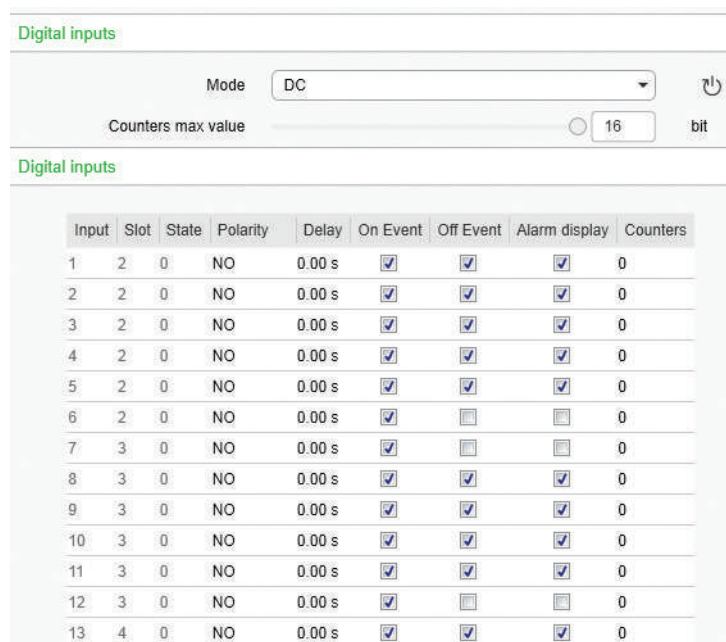 Digital inputs
Mode DC
Counters max value 16 bit
Digital inputs
Input Slot State Polarity Delay On Event Off Event Alarm display Counters
1 2 0 NO 0.00 s 0
2 2 0 NO 0.00 s 0
3 2 0 NO 0.00 s 0
4 2 0 NO 0.00 s 0
5 2 0 NO 0.00 s 0
6 2 0 NO 0.00 s 0
7 3 0 NO 0.00 s 0
8 3 0 NO 0.00 s 0
9 3 0 NO 0.00 s 0
10 3 0 NO 0.00 s 0
11 3 0 NO 0.00 s 0
12 3 0 NO 0.00 s 0
13 4 0 NO 0.00 s 0